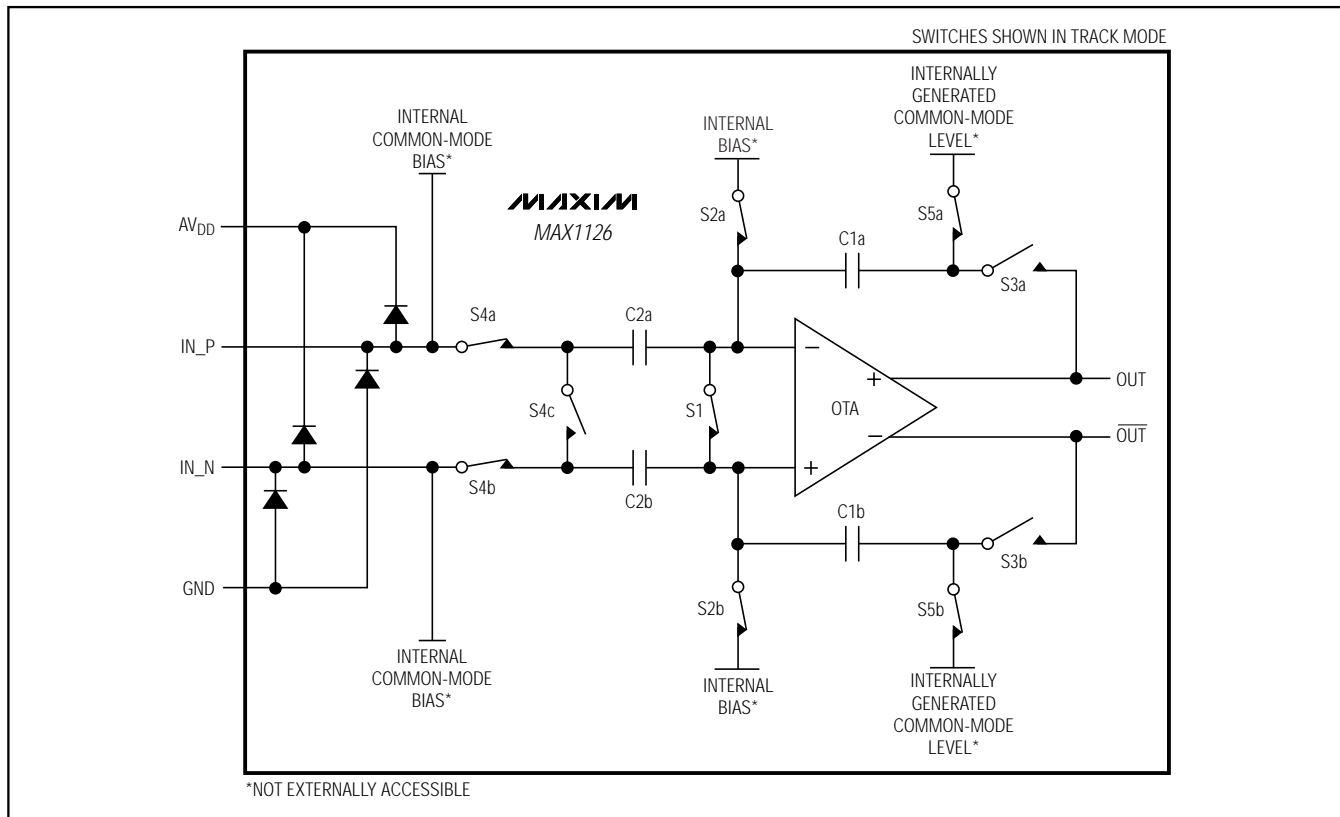 SWITCHES SHOWN IN TRACK MODE
INTERNALLY
GENERATED
COMMON-MODE
LEVEL*
INTERNAL
COMMON-MODE
BIAS*
INTERNAL
BIAS*
MAXIM
MAX1126
S2a
S5a
AVDD
C1a
S3a
S4a
C2a
IN_P
−
+
OUT
S4c
S1
OTA
−
OUT
IN_N
+
S4b
C2b
C1b
S3b
GND
S2b
S5b
INTERNAL
COMMON-MODE
BIAS*
INTERNAL
BIAS*
INTERNALLY
GENERATED
COMMON-MODE
LEVEL*
*NOT EXTERNALLY ACCESSIBLE